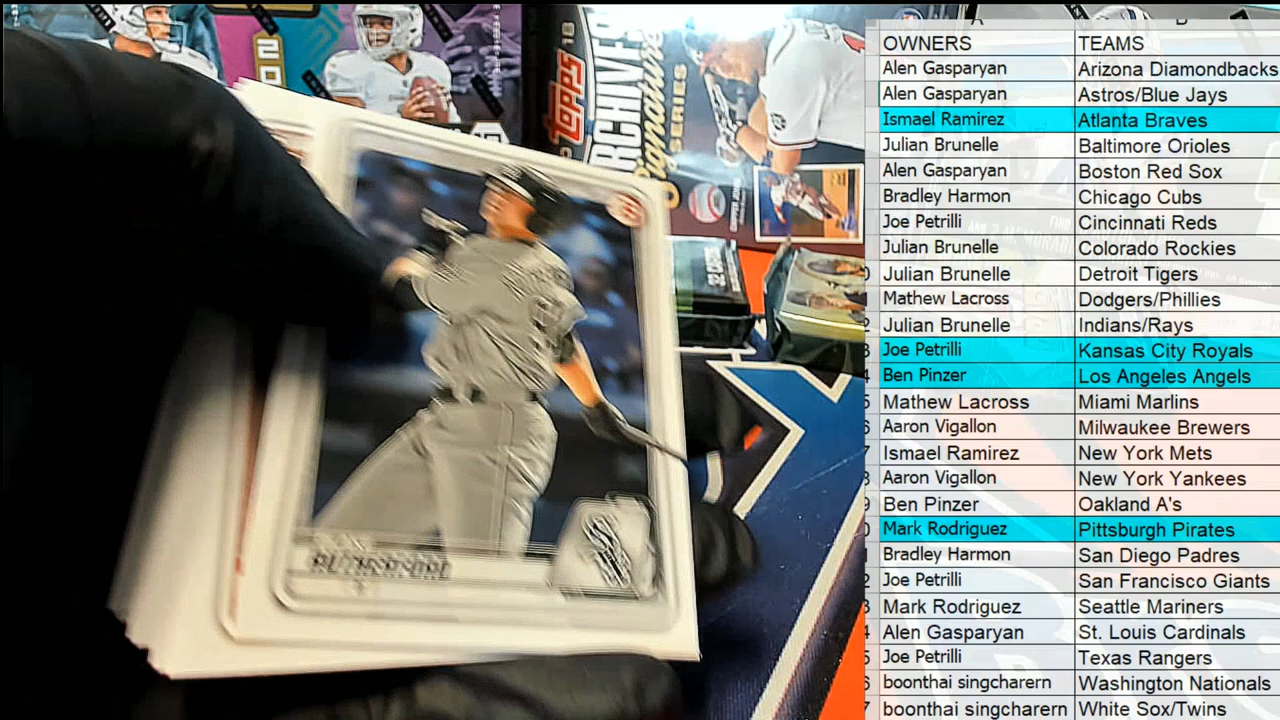 A B
OWNERS TEAMS
Alen Gasparyan Arizona Diamondbacks
Alen Gasparyan Astros/Blue Jays
Ismael Ramirez Atlanta Braves
Julian Brunelle Baltimore Orioles
Alen Gasparyan Boston Red Sox
Bradley Harmon Chicago Cubs
Joe Petrilli Cincinnati Reds
Julian Brunelle Colorado Rockies
Julian Brunelle Detroit Tigers
Mathew Lacross Dodgers/Phillies
Julian Brunelle Indians/Rays
Joe Petrilli Kansas City Royals
Ben Pinzer Los Angeles Angels
Mathew Lacross Miami Marlins
Aaron Vigallon Milwaukee Brewers
Ismael Ramirez New York Mets
Aaron Vigallon New York Yankees
Ben Pinzer Oakland A's
Mark Rodriguez Pittsburgh Pirates
Bradley Harmon San Diego Padres
Joe Petrilli San Francisco Giants
Mark Rodriguez Seattle Mariners
Alen Gasparyan St. Louis Cardinals
Joe Petrilli Texas Rangers
boonthai singcharern Washington Nationals
boonthai singcharern White Sox/Twins
Topps 18
ARCHIVES
Signature
SERIES